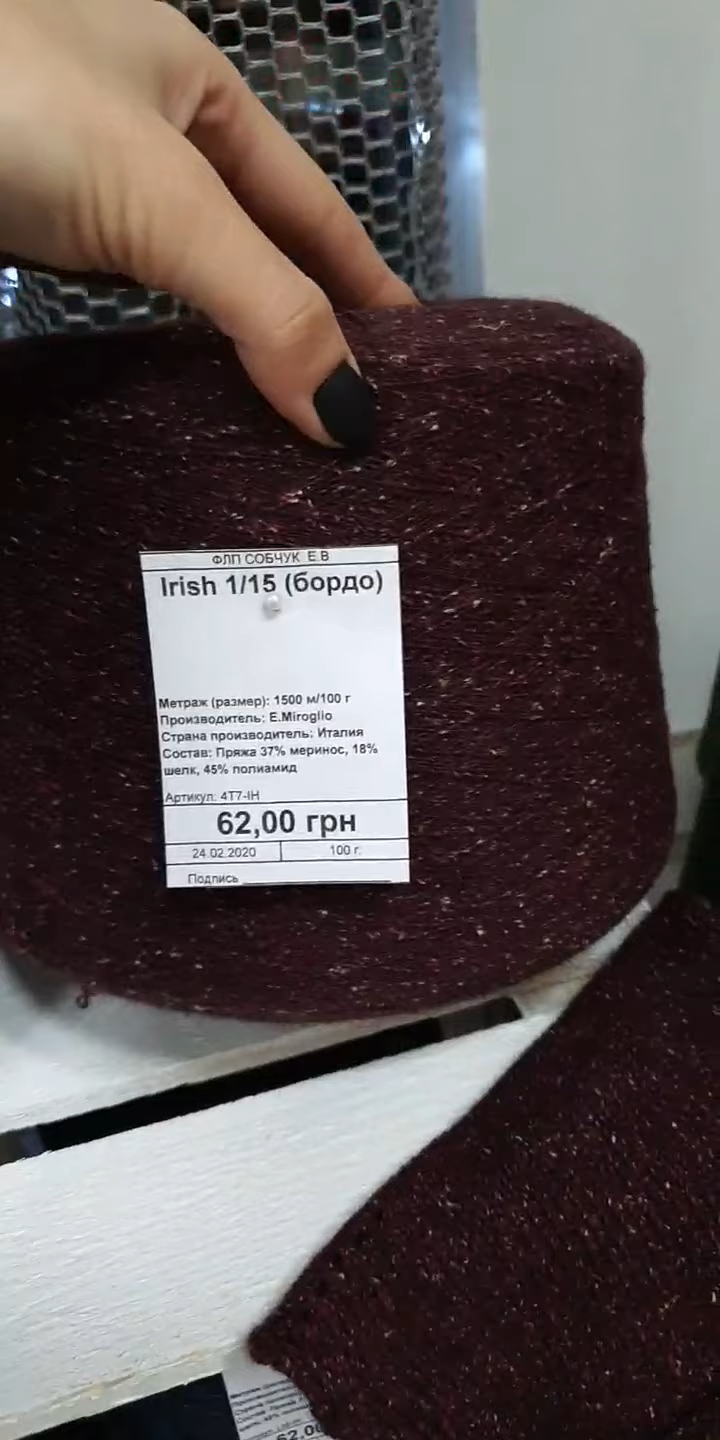 ФЛП СОБЧУК Е.В
Irish 1/15 (бордо)
Метраж (размер): 1500 м/100 г
Производитель: E.Miroglio
Страна производитель: Италия
Состав: Пряжа 37% меринос, 18%
шелк, 45% полиамид
Артикул: 4Т7-IH
62,00 грн
24.02.2020 100 г.
Подпись